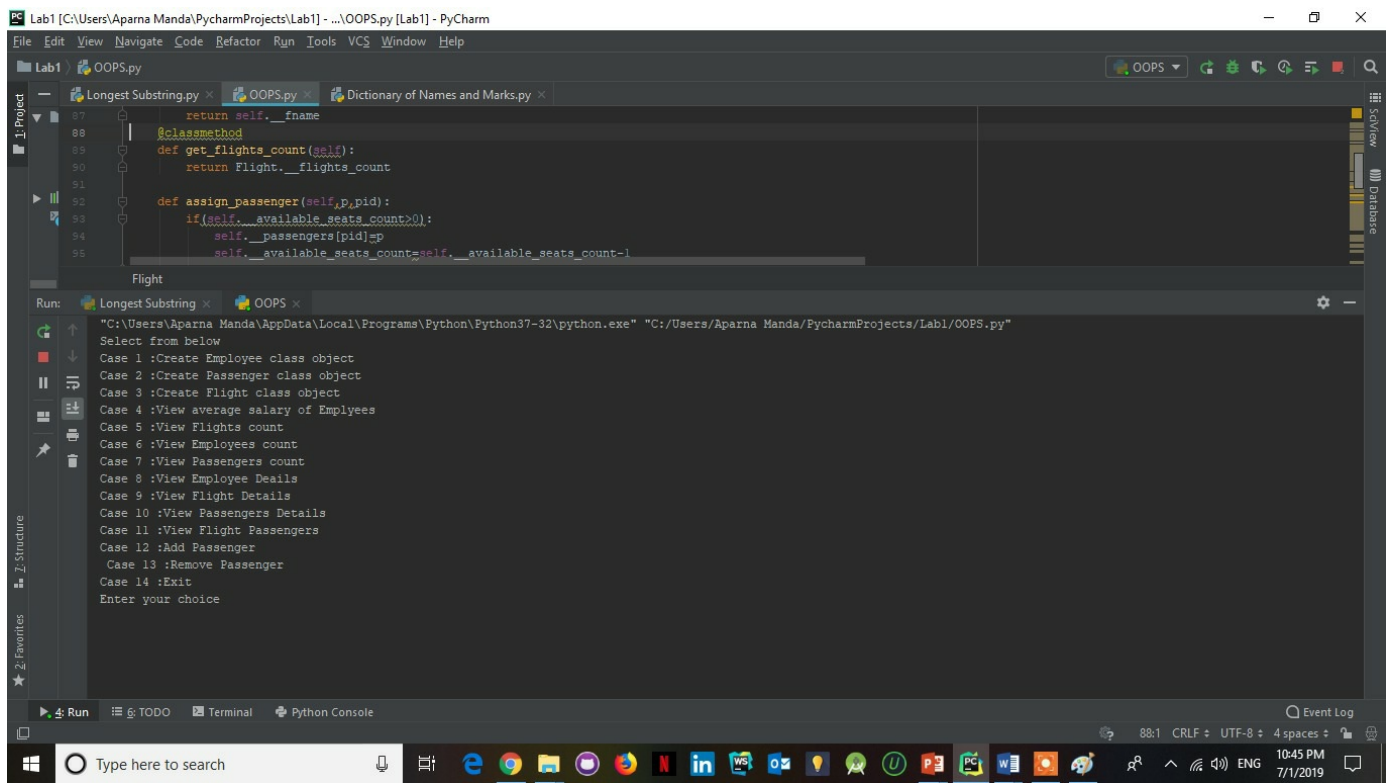 Lab1 [C:\Users\Aparna Manda\PycharmProjects\Lab1] - ...\OOPS.py [Lab1] - PyCharm
File Edit View Navigate Code Refactor Run Tools VCS Window Help
Lab1 OOPS.py OOPS
Longest Substring.py OOPS.py Dictionary of Names and Marks.py
1: Project
SciView
Database
87 return self.__fname
88 @classmethod
89 def get_flights_count(self):
90 return Flight.__flights_count
91
92 def assign_passenger(self,p,pid):
93 if(self.__available_seats_count>0):
94 self.__passengers[pid]=p
95 self.__available_seats_count=self.__available_seats_count-1
Flight
Run: Longest Substring OOPS
"C:\Users\Aparna Manda\AppData\Local\Programs\Python\Python37-32\python.exe" "C:/Users/Aparna Manda/PycharmProjects/Lab1/OOPS.py"
Select from below
Case 1 :Create Employee class object
Case 2 :Create Passenger class object
Case 3 :Create Flight class object
Case 4 :View average salary of Emplyees
Case 5 :View Flights count
Case 6 :View Employees count
Case 7 :View Passengers count
Case 8 :View Employee Deails
Case 9 :View Flight Details
Case 10 :View Passengers Details
Case 11 :View Flight Passengers
Case 12 :Add Passenger
Case 13 :Remove Passenger
Case 14 :Exit
Enter your choice
7: Structure
2: Favorites
4: Run 6: TODO Terminal Python Console Event Log
88:1 CRLF UTF-8 4 spaces
Type here to search ENG 10:45 PM
7/1/2019